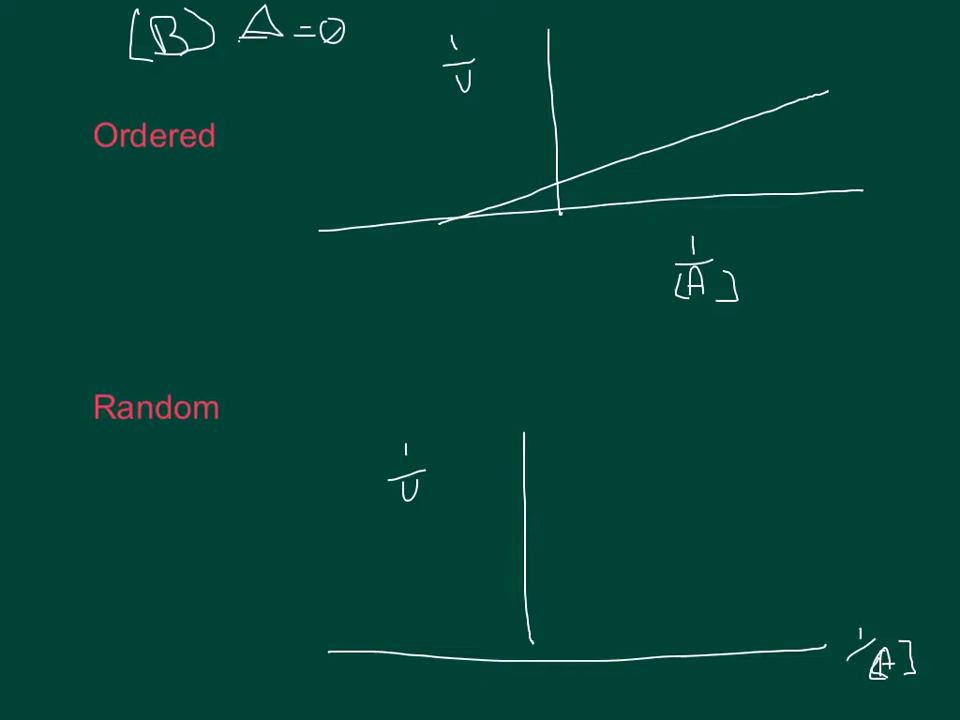 [B] Δ = 0
1/v
Ordered
1/[A]
Random
1/v
1/[A]